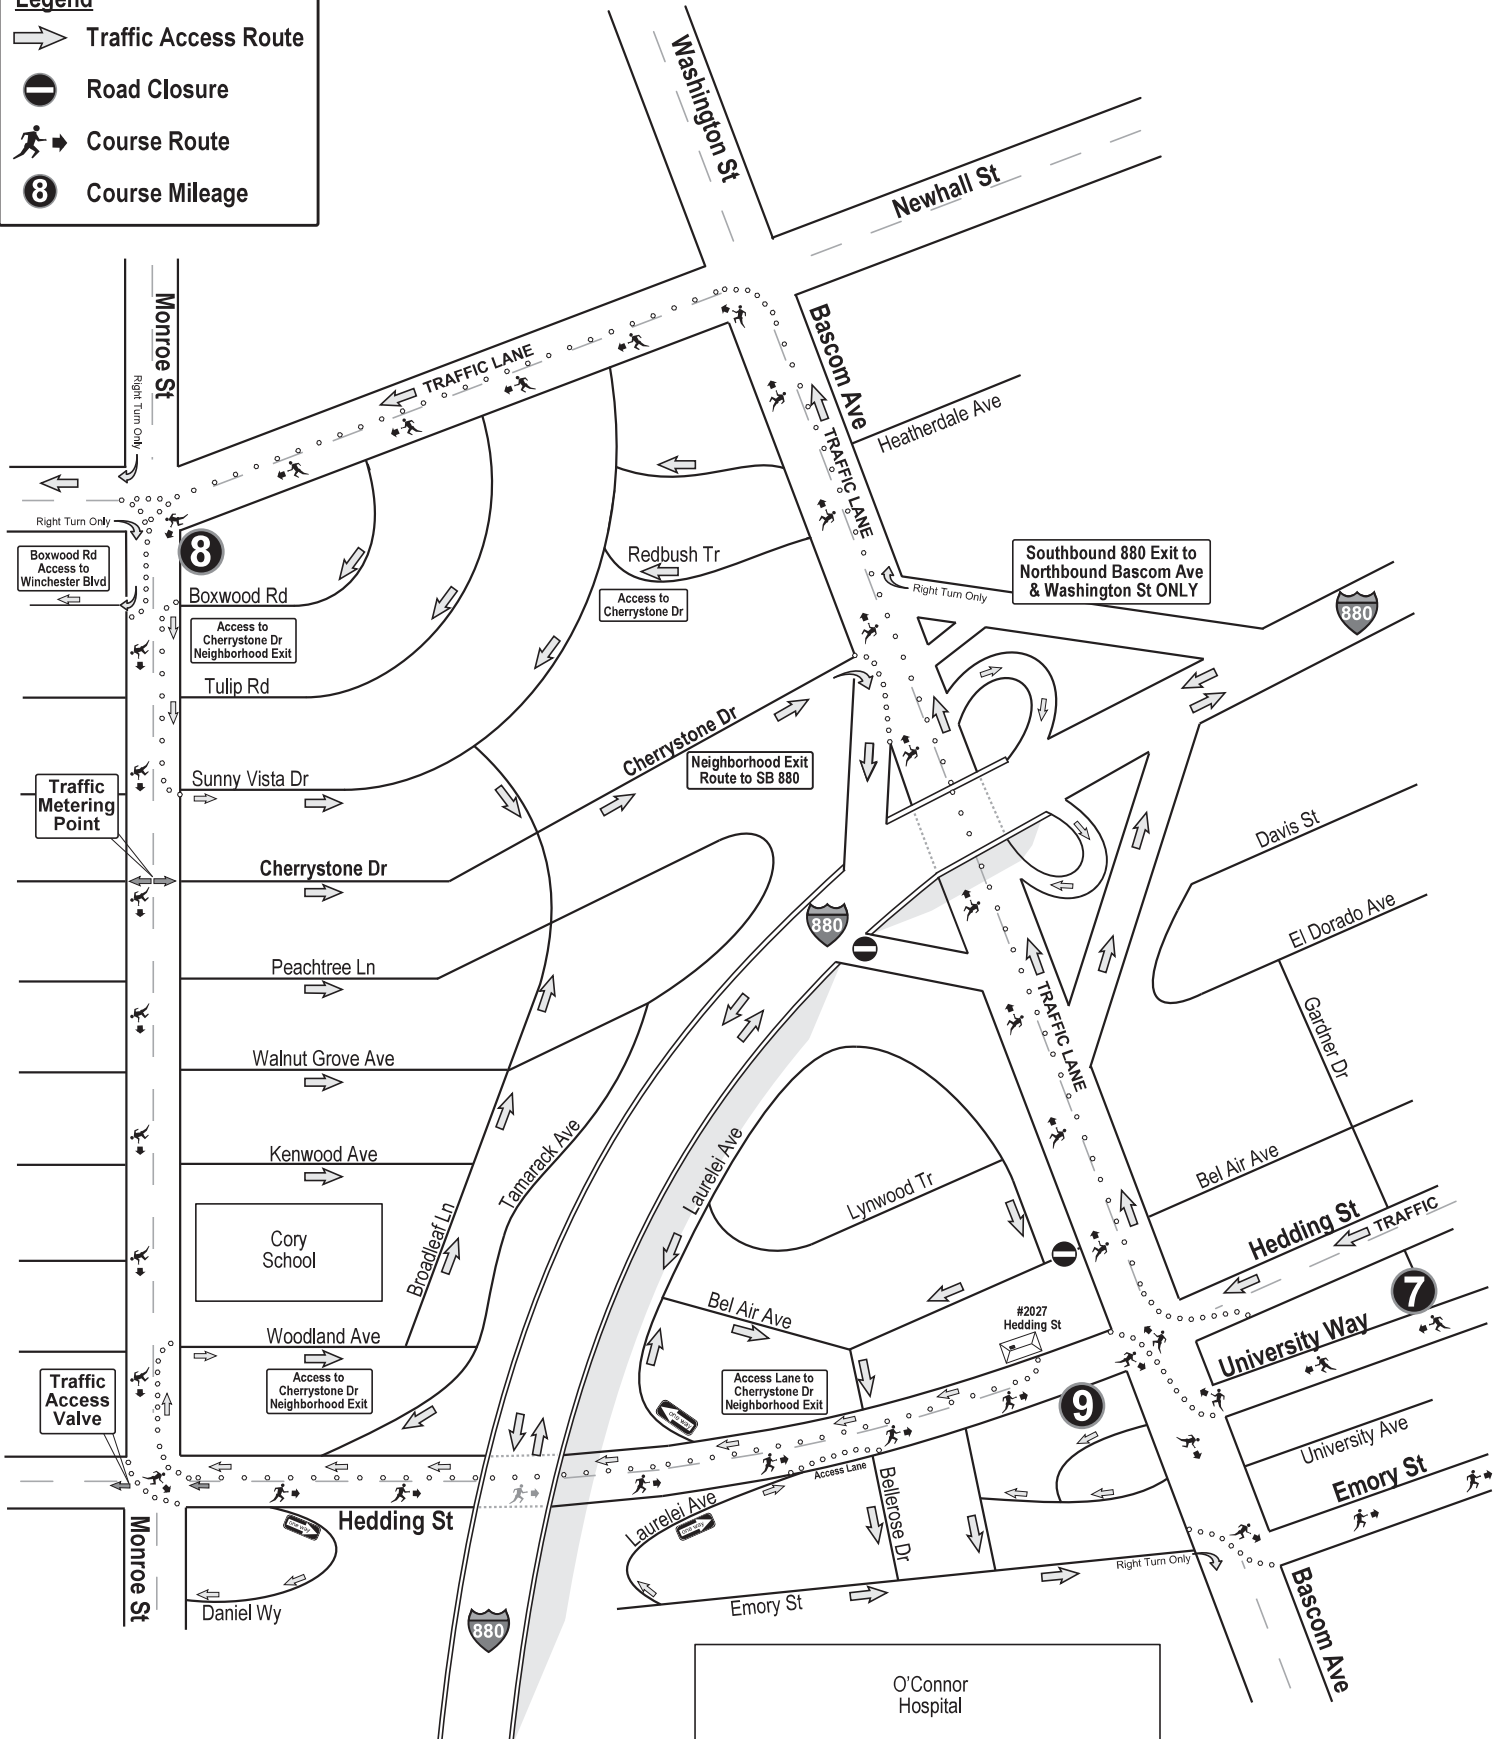 Legend
Traffic Access Route
Road Closure
Course Route
8
Course Mileage
Washington St
Newhall St
Monroe St
Right Turn Only
TRAFFIC LANE
Bascom Ave
Heatherdale Ave
TRAFFIC LANE
Right Turn Only
8
Boxwood Rd
Access to
Winchester Blvd
Boxwood Rd
Redbush Tr
Access to
Cherrystone Dr
Southbound 880 Exit to
Northbound Bascom Ave
& Washington St ONLY
Right Turn Only
880
Access to
Cherrystone Dr
Neighborhood Exit
Tulip Rd
Cherrystone Dr
Neighborhood Exit
Route to SB 880
Sunny Vista Dr
Traffic
Metering
Point
Davis St
Cherrystone Dr
880
El Dorado Ave
Peachtree Ln
TRAFFIC LANE
Gardner Dr
Walnut Grove Ave
Kenwood Ave
Tamarack Ave
Laurelei Ave
Lynwood Tr
Bel Air Ave
Cory
School
Broadleaf Ln
Hedding St
TRAFFIC
7
Bel Air Ave
#2027
Hedding St
University Way
Woodland Ave
Traffic
Access
Valve
Access to
Cherrystone Dr
Neighborhood Exit
Access Lane to
Cherrystone Dr
Neighborhood Exit
9
one way
University Ave
Access Lane
Emory St
Hedding St
Laurelei Ave
one way
one way
Bellerose Dr
Monroe St
Right Turn Only
Daniel Wy
Emory St
Bascom Ave
880
O'Connor
Hospital